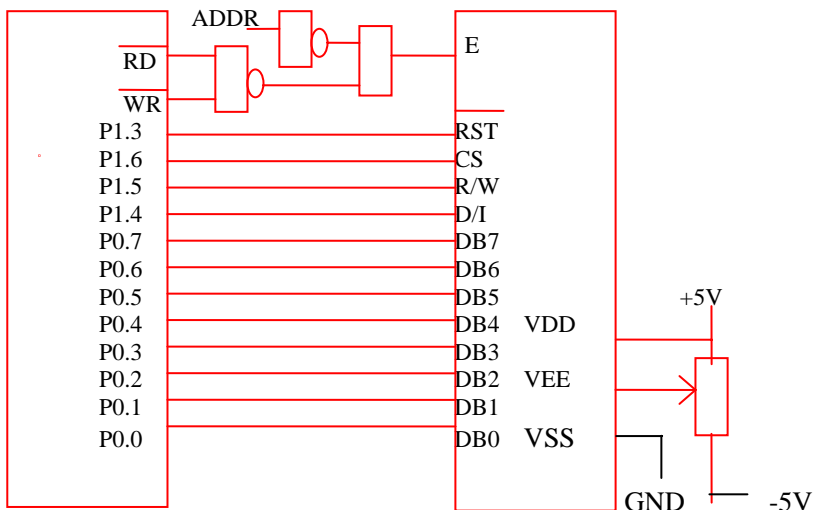 ADDR
RD
WR
P1.3
P1.6
P1.5
P1.4
P0.7
P0.6
P0.5
P0.4
P0.3
P0.2
P0.1
P0.0
E
RST
CS
R/W
D/I
DB7
DB6
DB5
DB4 VDD
DB3
DB2 VEE
DB1
DB0 VSS
+5V
GND
-5V